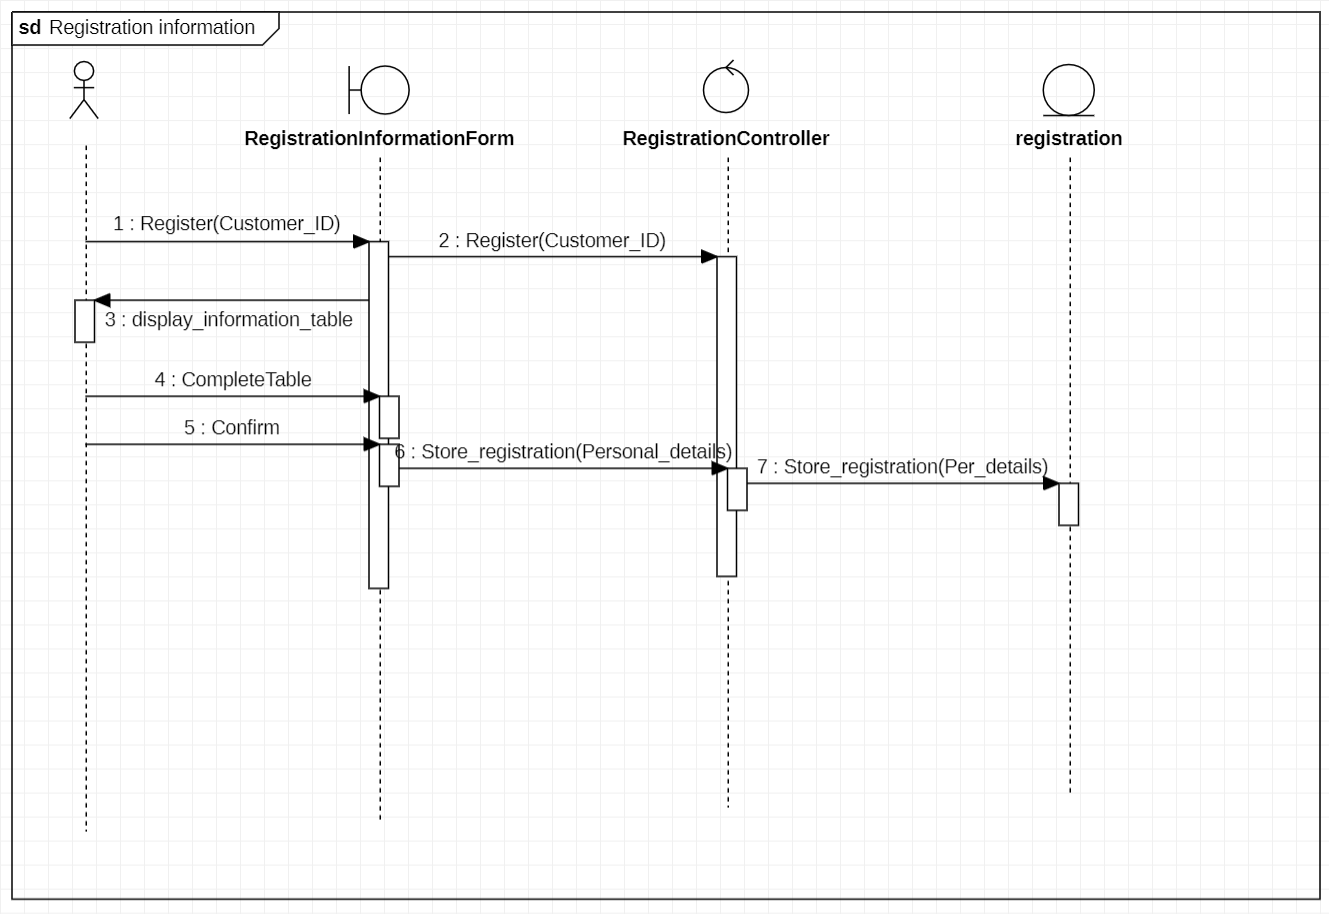 sd Registration information
RegistrationInformationForm
RegistrationController
registration
1 : Register(Customer_ID)
2 : Register(Customer_ID)
3 : display_information_table
4 : CompleteTable
5 : Confirm
6 : Store_registration(Personal_details)
7 : Store_registration(Per_details)